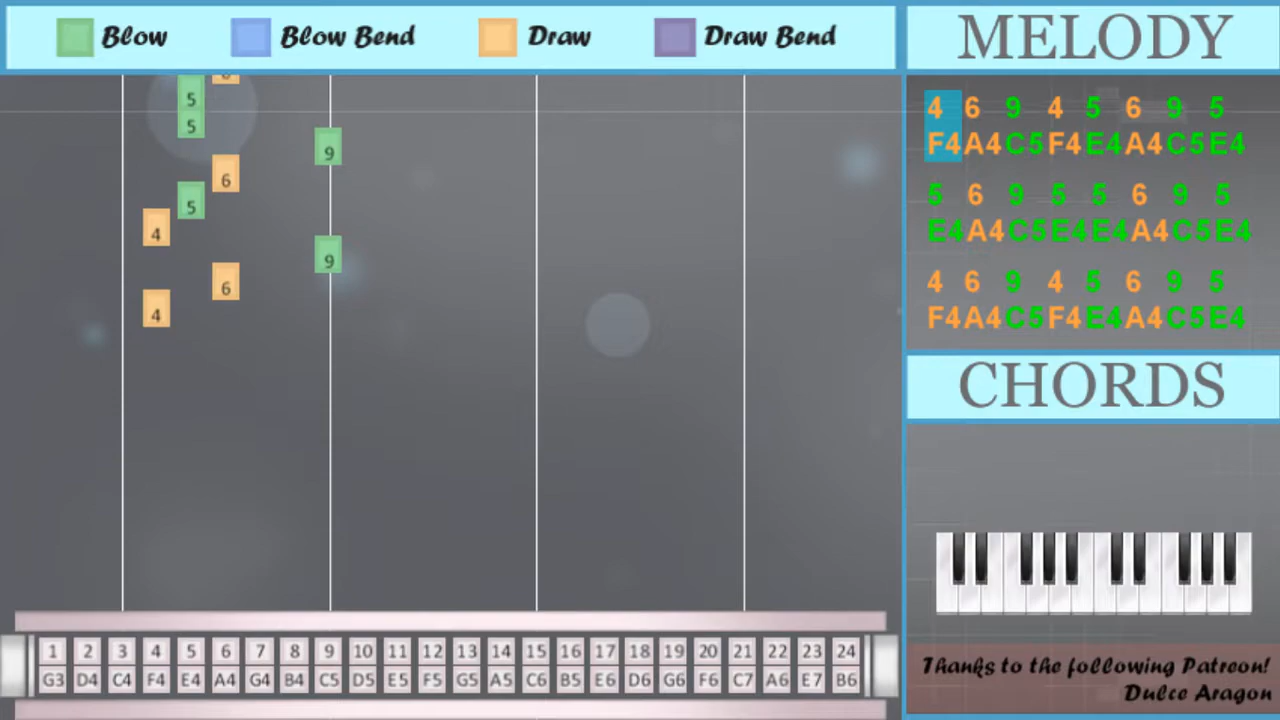 Blow Blow Bend Draw Draw Bend
MELODY
4 6 9 4 5 6 9 5
F4 A4 C5 F4 E4 A4 C5 E4
5 6 9 5 5 6 9 5
E4 A4 C5 E4 E4 A4 C5 E4
4 6 9 4 5 6 9 5
F4 A4 C5 F4 E4 A4 C5 E4
CHORDS
5
5
9
6
5
4
9
6
4
1 2 3 4 5 6 7 8 9 10 11 12 13 14 15 16 17 18 19 20 21 22 23 24
G3 D4 C4 F4 E4 A4 G4 B4 C5 D5 E5 F5 G5 A5 C6 B5 E6 D6 G6 F6 C7 A6 E7 B6
Thanks to the following Patreon!
Dulce Aragon